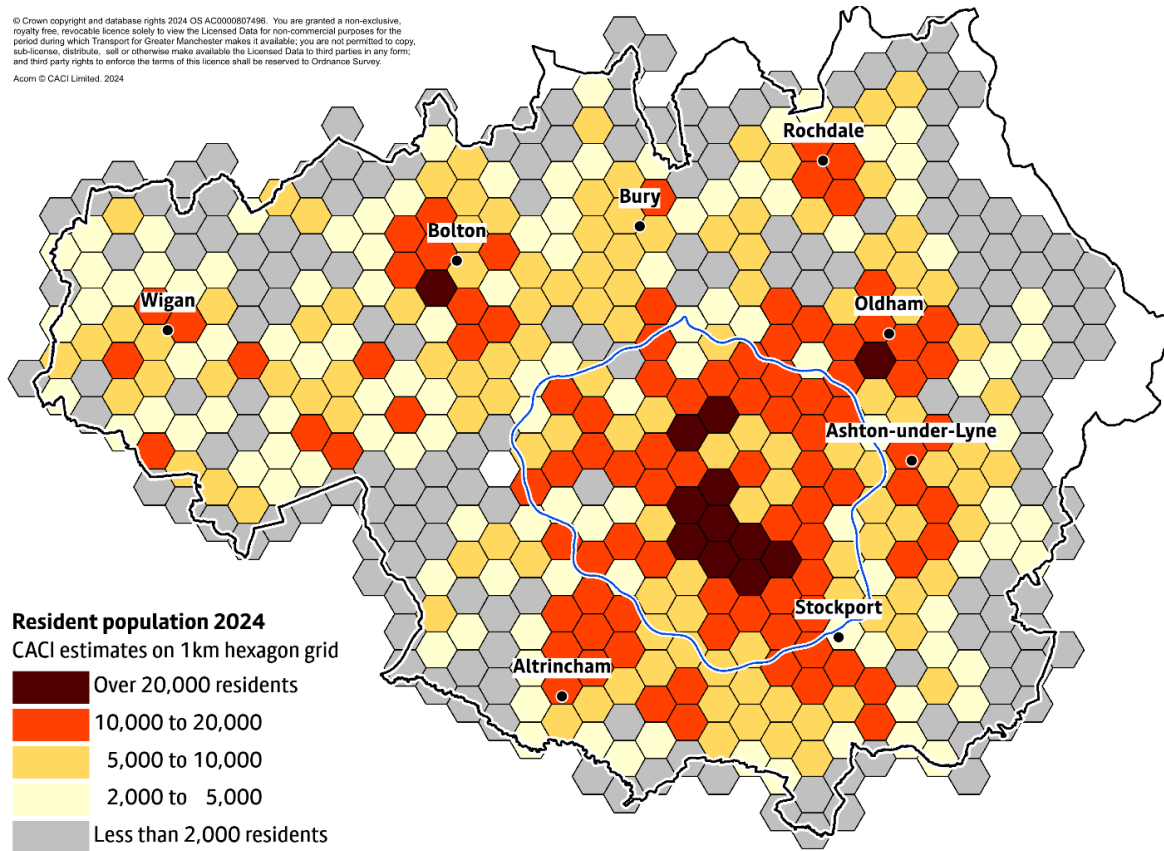 © Crown copyright and database rights 2024 OS AC0000807496. You are granted a non-exclusive,
royalty free, revocable licence solely to view the Licensed Data for non-commercial purposes for the
period during which Transport for Greater Manchester makes it available; you are not permitted to copy,
sub-license, distribute, sell or otherwise make available the Licensed Data to third parties in any form;
and third party rights to enforce the terms of this licence shall be reserved to Ordnance Survey.
Acorn © CACI Limited. 2024
Rochdale
Bury
Bolton
Wigan
Oldham
Ashton-under-Lyne
Stockport
Altrincham
Resident population 2024
CACI estimates on 1km hexagon grid
Over 20,000 residents
10,000 to 20,000
5,000 to 10,000
2,000 to 5,000
Less than 2,000 residents